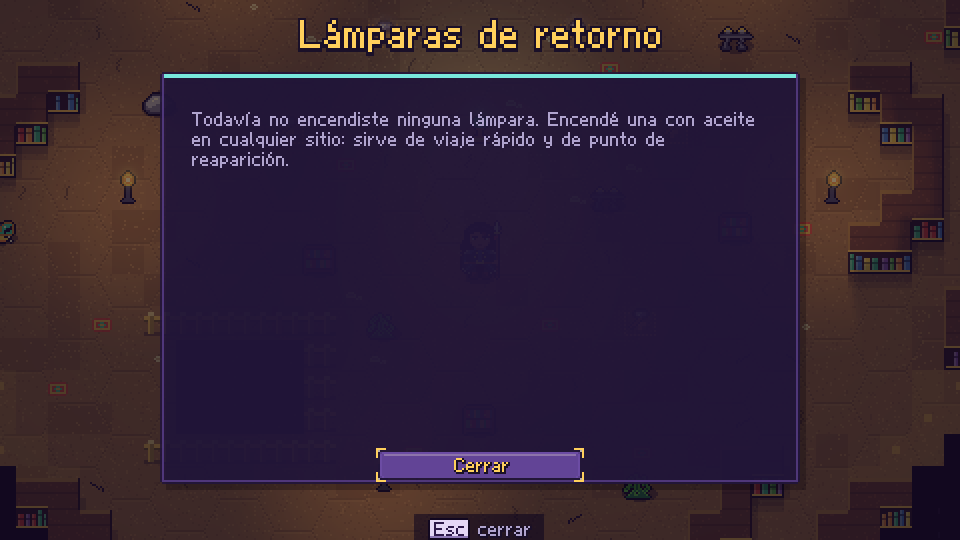 Lámparas de retorno
Todavía no encendiste ninguna lámpara. Encendé una con aceite
en cualquier sitio: sirve de viaje rápido y de punto de
reaparición.
Cerrar
Esc cerrar